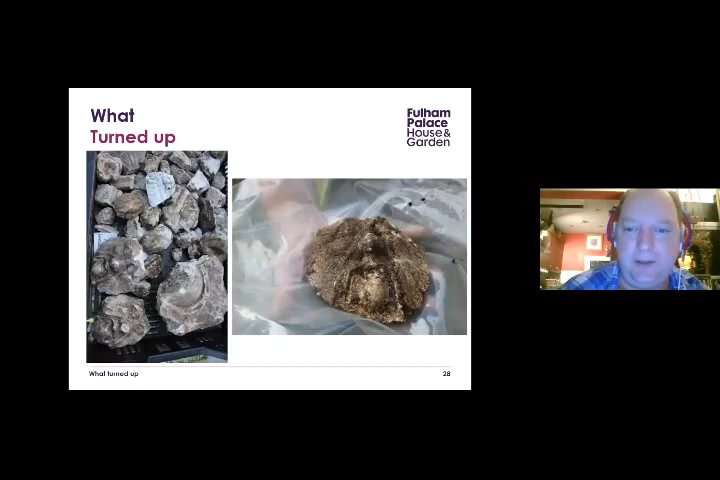 What
Turned up
Fulham
Palace
House&
Garden
What turned up
28